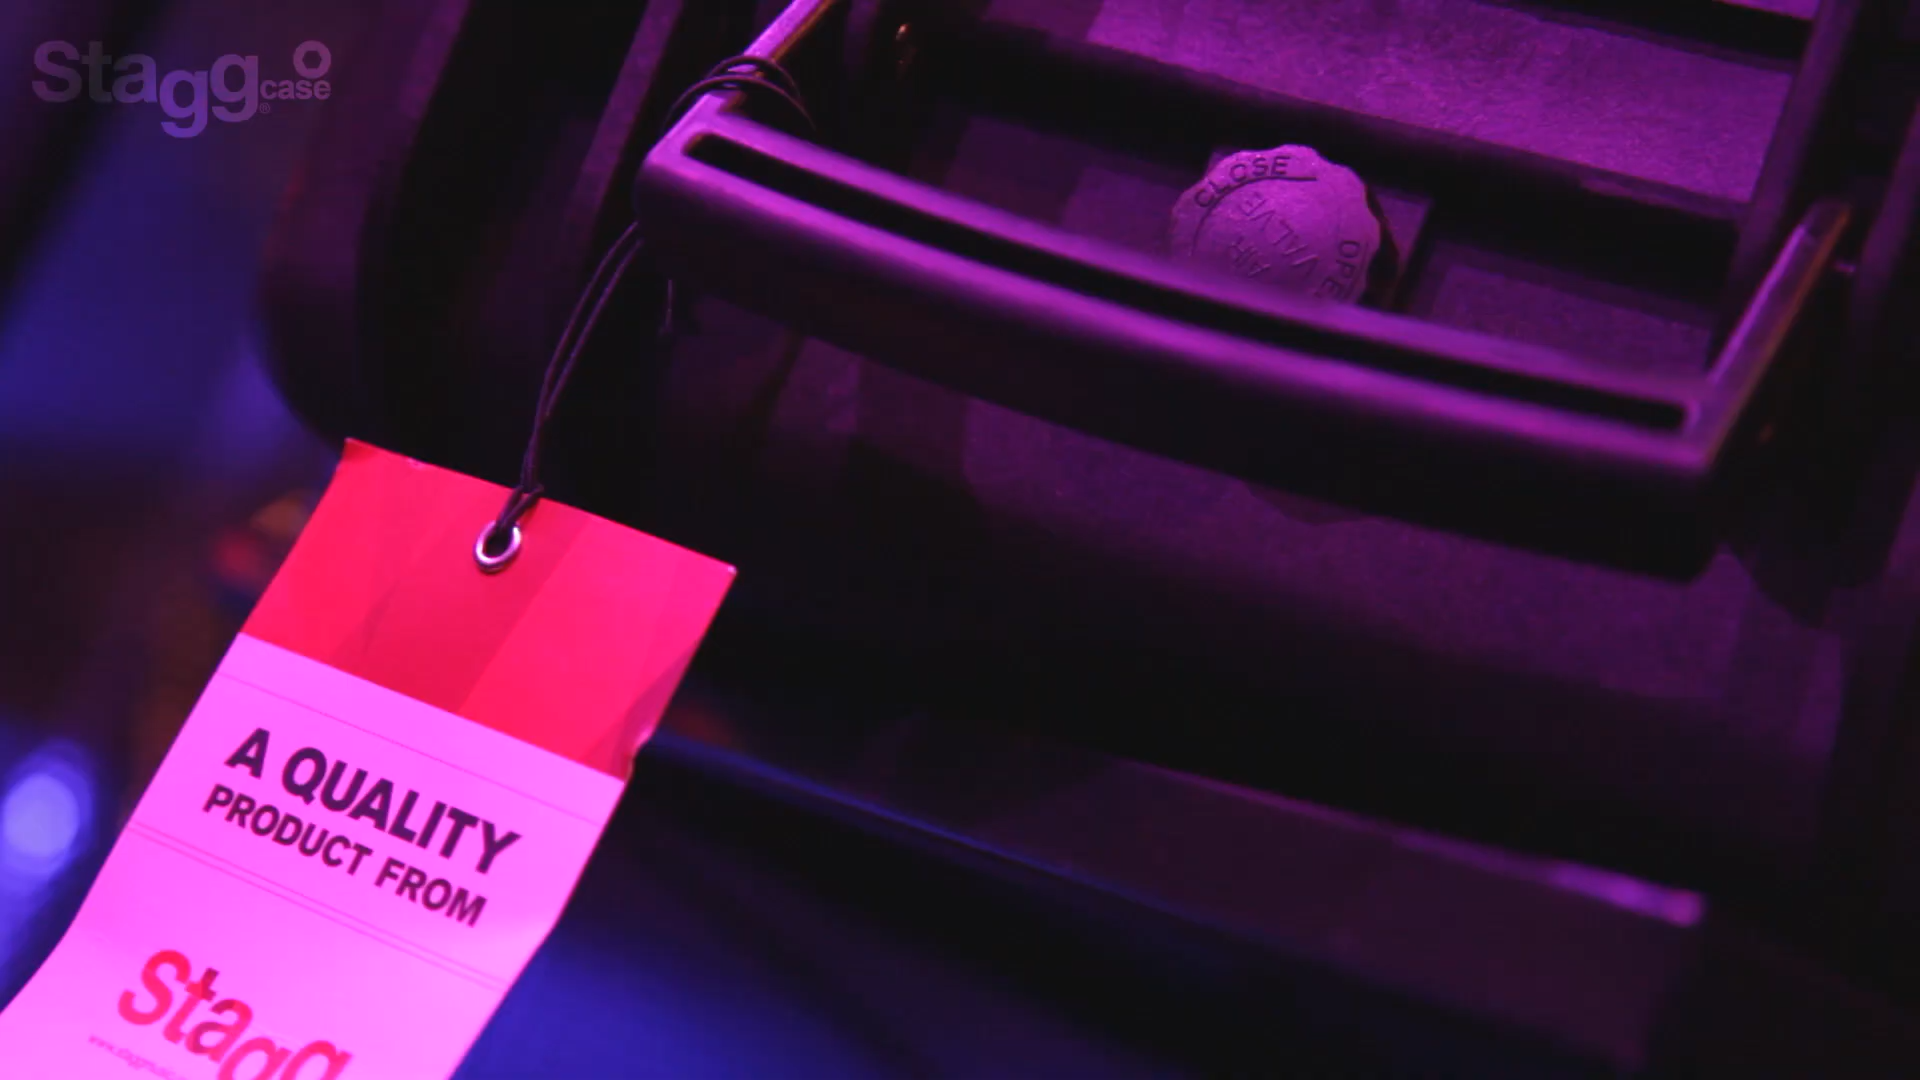 Stagg case®
CLOSE
AIR VALVE
OPE
A QUALITY
PRODUCT FROM
Stagg